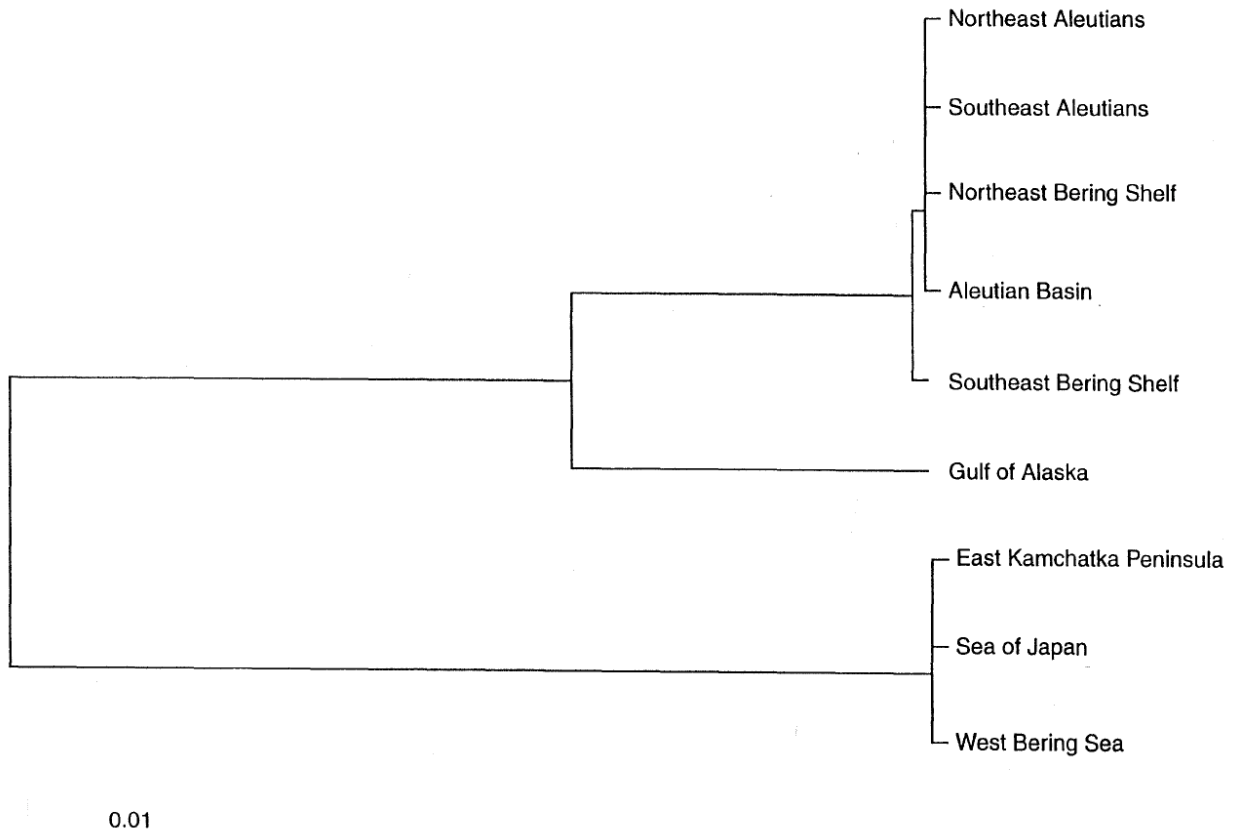 Northeast Aleutians
Southeast Aleutians
Northeast Bering Shelf
Aleutian Basin
Southeast Bering Shelf
Gulf of Alaska
East Kamchatka Peninsula
Sea of Japan
West Bering Sea
0.01